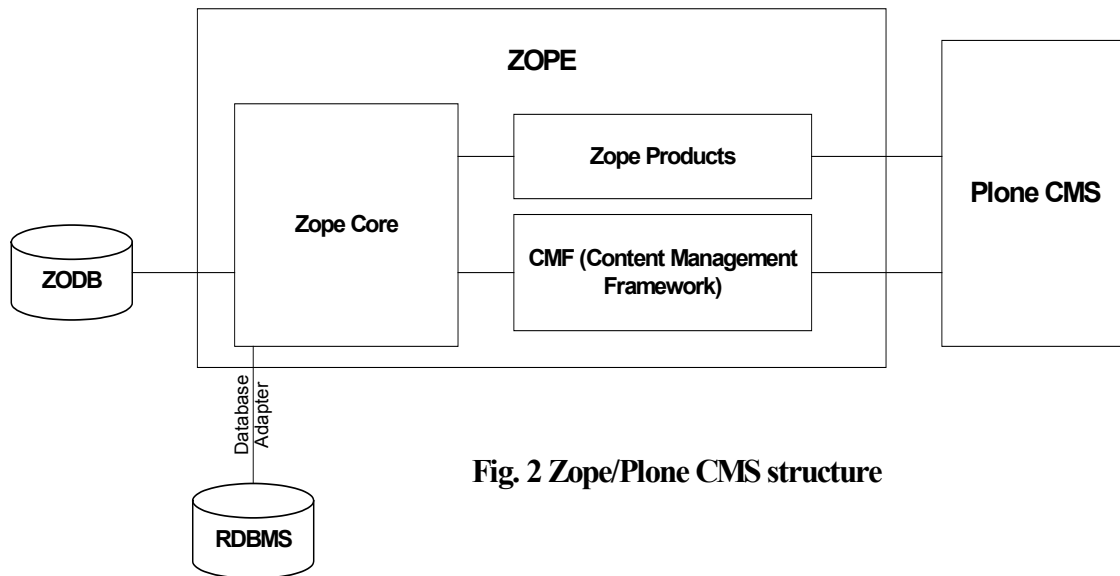 ZOPE
Zope Products
Plone CMS
Zope Core
CMF (Content Management
Framework)
ZODB
Database
Adapter
Fig. 2 Zope/Plone CMS structure
RDBMS